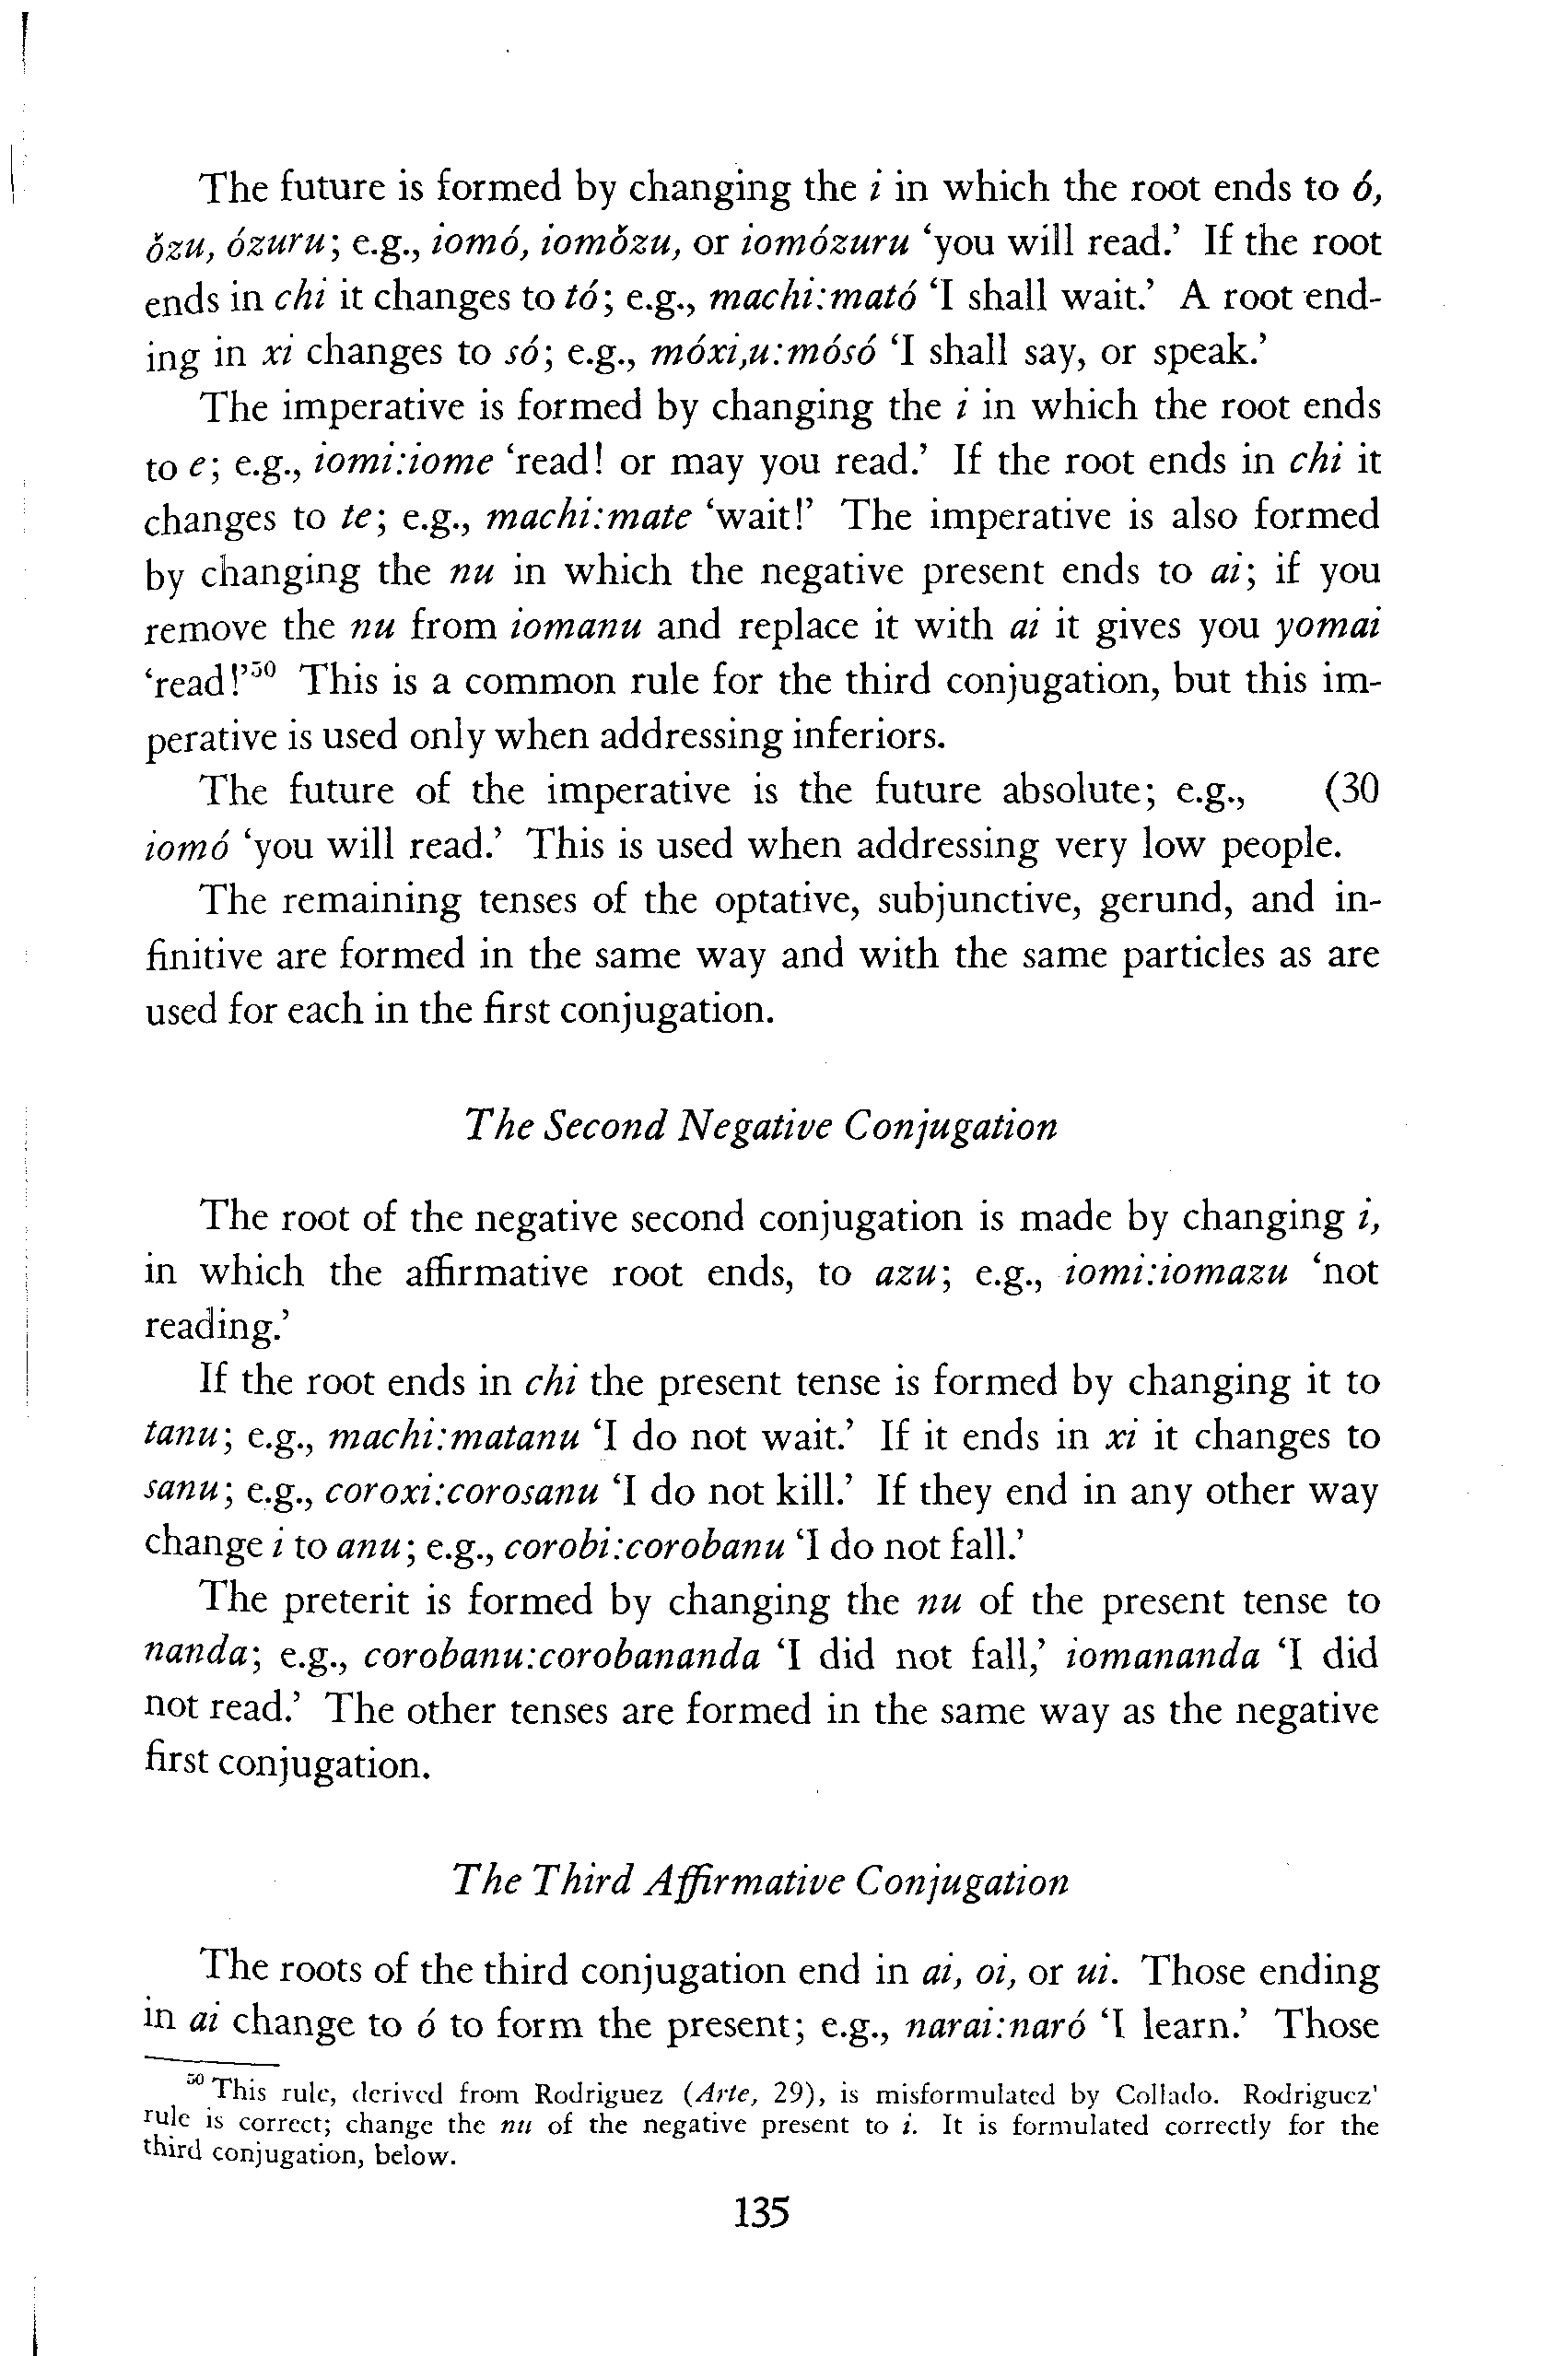 The future is formed by changing the i in which the root ends to ó,
ŏzu, ózuru; e.g., iomó, iomŏzu, or iomózuru ‘you will read.’ If the root
ends in chi it changes to tó; e.g., machi:mató ‘I shall wait.’ A root end-
ing in xi changes to só; e.g., móxi,u:mósó ‘I shall say, or speak.’
The imperative is formed by changing the i in which the root ends
to e; e.g., iomi:iome ‘read! or may you read.’ If the root ends in chi it
changes to te; e.g., machi:mate ‘wait!’ The imperative is also formed
by changing the nu in which the negative present ends to ai; if you
remove the nu from iomanu and replace it with ai it gives you yomai
‘read!’50 This is a common rule for the third conjugation, but this im-
perative is used only when addressing inferiors.
The future of the imperative is the future absolute; e.g., (30
iomó ‘you will read.’ This is used when addressing very low people.
The remaining tenses of the optative, subjunctive, gerund, and in-
finitive are formed in the same way and with the same particles as are
used for each in the first conjugation.
The Second Negative Conjugation
The root of the negative second conjugation is made by changing i,
in which the affirmative root ends, to azu; e.g., iomi:iomazu ‘not
reading.’
If the root ends in chi the present tense is formed by changing it to
tanu; e.g., machi:matanu ‘I do not wait.’ If it ends in xi it changes to
sanu; e.g., coroxi:corosanu ‘I do not kill.’ If they end in any other way
change i to anu; e.g., corobi:corobanu ‘I do not fall.’
The preterit is formed by changing the nu of the present tense to
nanda; e.g., corobanu:corobananda ‘I did not fall,’ iomananda ‘I did
not read.’ The other tenses are formed in the same way as the negative
first conjugation.
The Third Affirmative Conjugation
The roots of the third conjugation end in ai, oi, or ui. Those ending
in ai change to ó to form the present; e.g., narai:naró ‘I learn.’ Those
50 This rule, derived from Rodriguez (Arte, 29), is misformulated by Collado. Rodriguez'
rule is correct; change the nu of the negative present to i. It is formulated correctly for the
third conjugation, below.
135